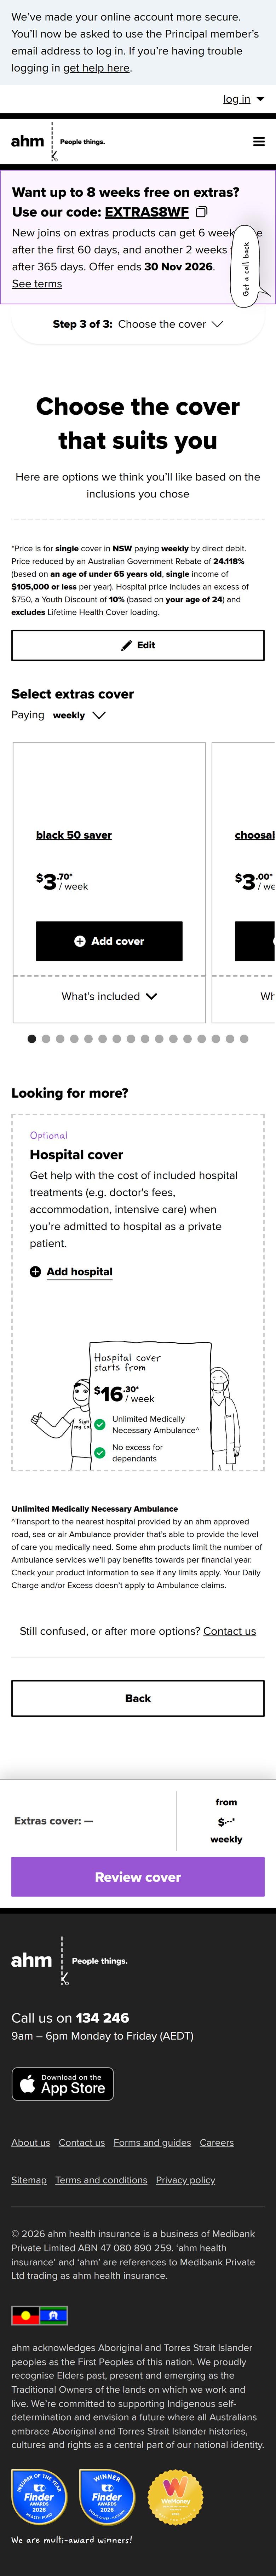 We've made your online account more secure.
You'll now be asked to use the Principal member's
email address to log in. If you're having trouble
logging in get help here.
log in
ahm
People things.
Want up to 8 weeks free on extras?
Use our code: EXTRAS8WF
New joins on extras products can get 6 week
after the first 60 days, and another 2 weeks
after 365 days. Offer ends 30 Nov 2026.
See terms
Get a call back
Step 3 of 3: Choose the cover
Choose the cover
that suits you
Here are options we think you'll like based on the
inclusions you chose
*Price is for single cover in NSW paying weekly by direct debit.
Price reduced by an Australian Government Rebate of 24.118%
(based on an age of under 65 years old, single income of
$105,000 or less per year). Hospital price includes an excess of
$750, a Youth Discount of 10% (based on your age of 24) and
excludes Lifetime Health Cover loading.
Edit
Select extras cover
Paying weekly
black 50 saver
$3.70*
/ week
Add cover
What's included
choosal
$3.00*
/ we
Wh
Looking for more?
Optional
Hospital cover
Get help with the cost of included hospital
treatments (e.g. doctor's fees,
accommodation, intensive care) when
you're admitted to hospital as a private
patient.
Add hospital
Hospital cover
starts from
$16.30*
/ week
Unlimited Medically
Necessary Ambulance^
No excess for
dependants
Sign
my ca
Unlimited Medically Necessary Ambulance
^Transport to the nearest hospital provided by an ahm approved
road, sea or air Ambulance provider that's able to provide the level
of care you medically need. Some ahm products limit the number of
Ambulance services we'll pay benefits towards per financial year.
Check your product information to see if any limits apply. Your Daily
Charge and/or Excess doesn't apply to Ambulance claims.
Still confused, or after more options? Contact us
Back
Extras cover: —
from
$--*
weekly
Review cover
ahm
People things.
Call us on 134 246
9am – 6pm Monday to Friday (AEDT)
Download on the
App Store
About us Contact us Forms and guides Careers
Sitemap Terms and conditions Privacy policy
© 2026 ahm health insurance is a business of Medibank
Private Limited ABN 47 080 890 259. 'ahm health
insurance' and 'ahm' are references to Medibank Private
Ltd trading as ahm health insurance.
ahm acknowledges Aboriginal and Torres Strait Islander
peoples as the First Peoples of this nation. We proudly
recognise Elders past, present and emerging as the
Traditional Owners of the lands on which we work and
live. We're committed to supporting Indigenous self-
determination and envision a future where all Australians
embrace Aboriginal and Torres Strait Islander histories,
cultures and rights as a central part of our national identity.
INSURER OF THE YEAR
Finder
AWARDS
2026
HEALTH FUND
WINNER
Finder
AWARDS
2026
WeMoney
We are multi-award winners!